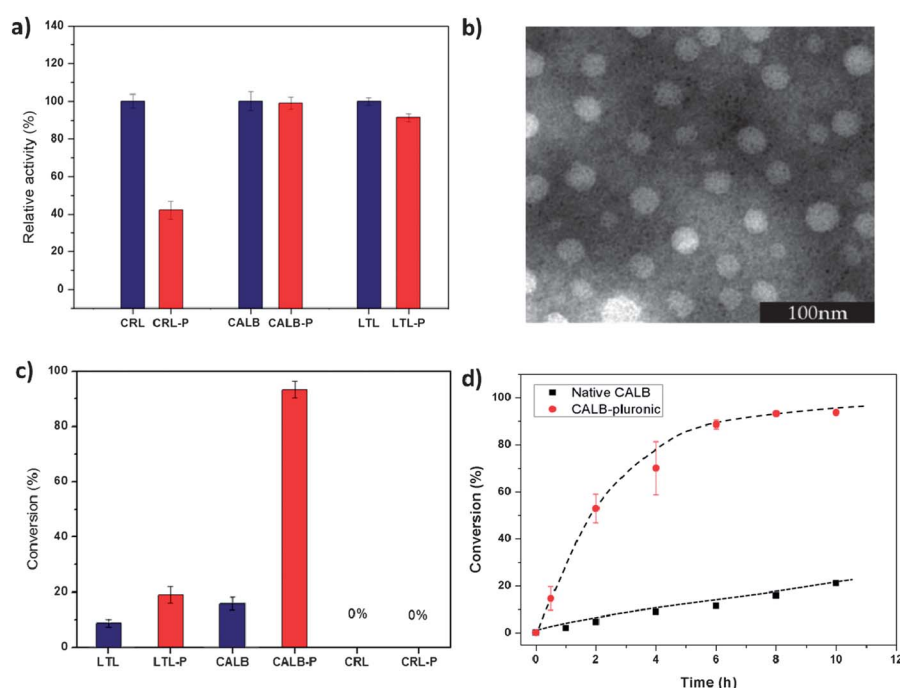 a)
140
120
100
80
60
40
20
0
Relative activity (%)
CRL CRL-P CALB CALB-P LTL LTL-P
b)
100nm
c)
100
80
60
40
20
0
Conversion (%)
0% 0%
LTL LTL-P CALB CALB-P CRL CRL-P
d)
Native CALB
CALB-pluronic
100
80
60
40
20
0
Conversion (%)
0 2 4 6 8 10 12
Time (h)